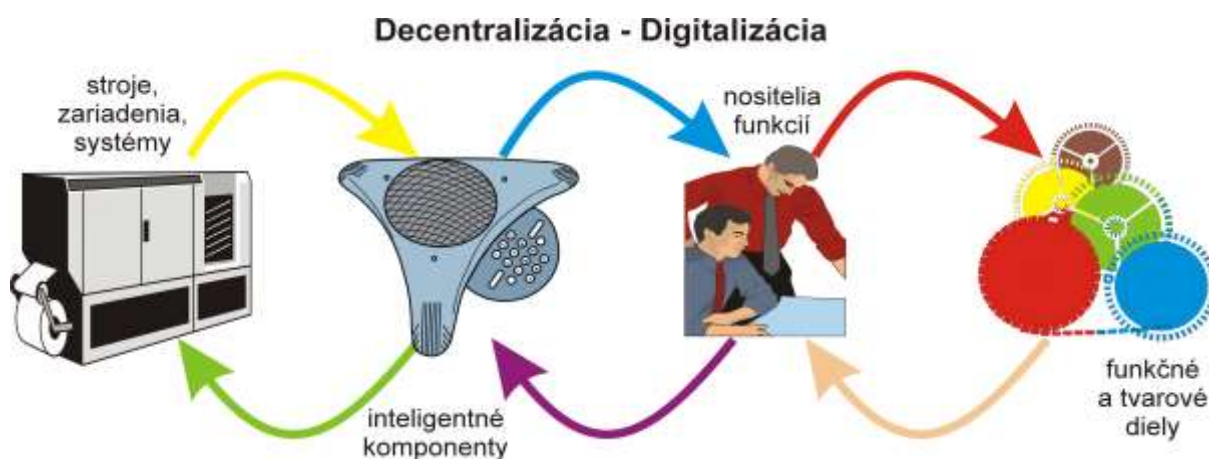 Decentralizácia - Digitalizácia
stroje,
zariadenia,
systémy
nositelia
funkcií
inteligentné
komponenty
funkčné
a tvarové
diely